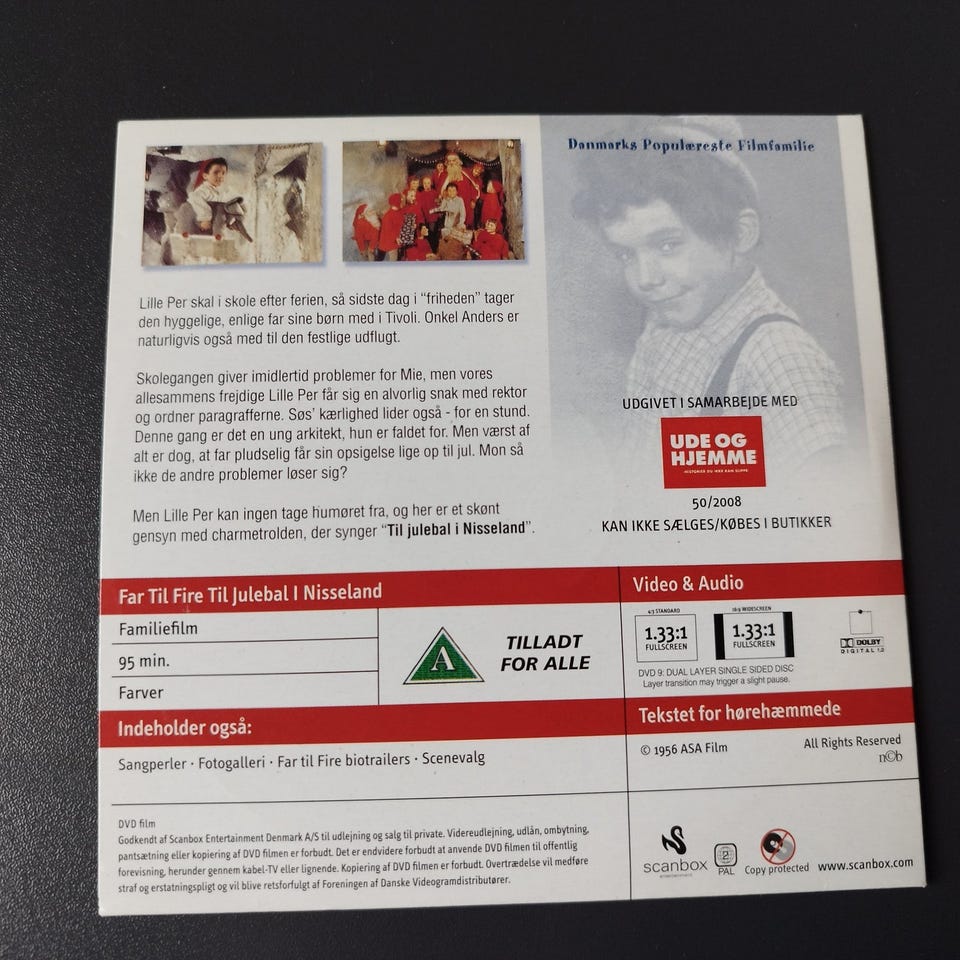 Danmarks Populæreste Filmfamilie
Lille Per skal i skole efter ferien, så sidste dag i "friheden" tager
den hyggelige, enlige far sine børn med i Tivoli. Onkel Anders er
naturligvis også med til den festlige udflugt.
Skolegangen giver imidlertid problemer for Mie, men vores
allesammens frejdige Lille Per får sig en alvorlig snak med rektor
og ordner paragrafferne. Søs' kærlighed lider også - for en stund.
Denne gang er det en ung arkitekt, hun er faldet for. Men værst af
alt er dog, at far pludselig får sin opsigelse lige op til jul. Mon så
ikke de andre problemer løser sig?
Men Lille Per kan ingen tage humøret fra, og her er et skønt
gensyn med charmetrolden, der synger "Til julebal i Nisseland".
UDGIVET I SAMARBEJDE MED
UDE OG
HJEMME
HISTORIER DU IKKE KAN SLIPPE
50/2008
KAN IKKE SÆLGES/KØBES I BUTIKKER
Far Til Fire Til Julebal I Nisseland
Familiefilm
95 min.
Farver
A
TILLADT
FOR ALLE
Video & Audio
4:3 STANDARD
1.33:1
FULLSCREEN
16:9 WIDESCREEN
1.33:1
FULLSCREEN
DOLBY
DIGITAL 1.0
DVD 9: DUAL LAYER SINGLE SIDED DISC
Layer transition may trigger a slight pause.
Indeholder også:
Sangperler · Fotogalleri · Far til Fire biotrailers · Scenevalg
Tekstet for hørehæmmede
© 1956 ASA Film
All Rights Reserved
n©b
DVD film
Godkendt af Scanbox Entertainment Denmark A/S til udlejning og salg til private. Videreudlejning, udlån, ombytning,
pantsætning eller kopiering af DVD filmen er forbudt. Det er endvidere forbudt at anvende DVD filmen til offentlig
forevisning, herunder gennem kabel-TV eller lignende. Kopiering af DVD filmen er forbudt. Overtrædelse vil medføre
straf og erstatningspligt og vil blive retsforfulgt af Foreningen af Danske Videogramdistributører.
scanbox
entertainment
2
PAL
Copy protected
www.scanbox.com